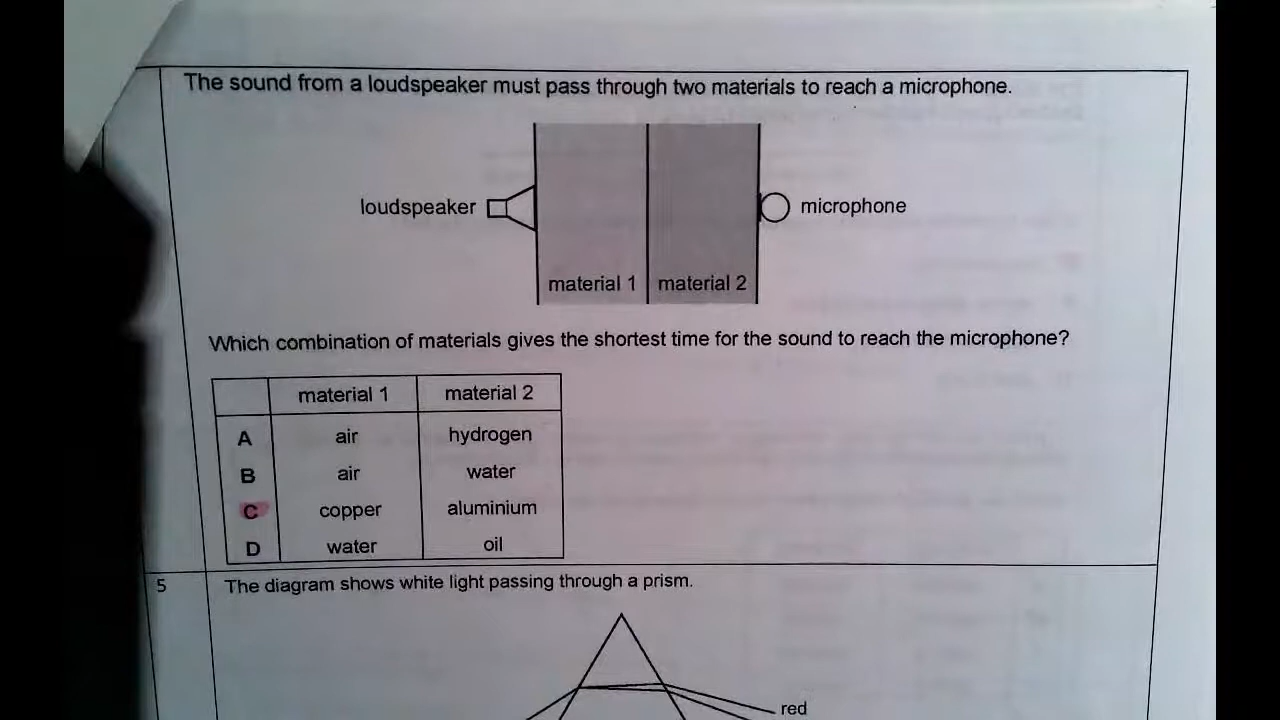 The sound from a loudspeaker must pass through two materials to reach a microphone.
loudspeaker
microphone
material 1 material 2
Which combination of materials gives the shortest time for the sound to reach the microphone?
material 1 material 2
A air hydrogen
B air water
C copper aluminium
D water oil
5 The diagram shows white light passing through a prism.
red